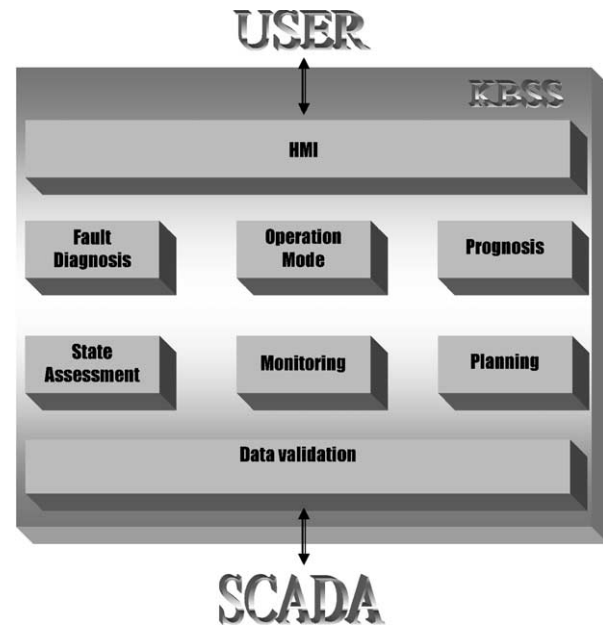 USER
KBSS
HMI
Fault
Diagnosis
Operation
Mode
Prognosis
State
Assessment
Monitoring
Planning
Data validation
SCADA